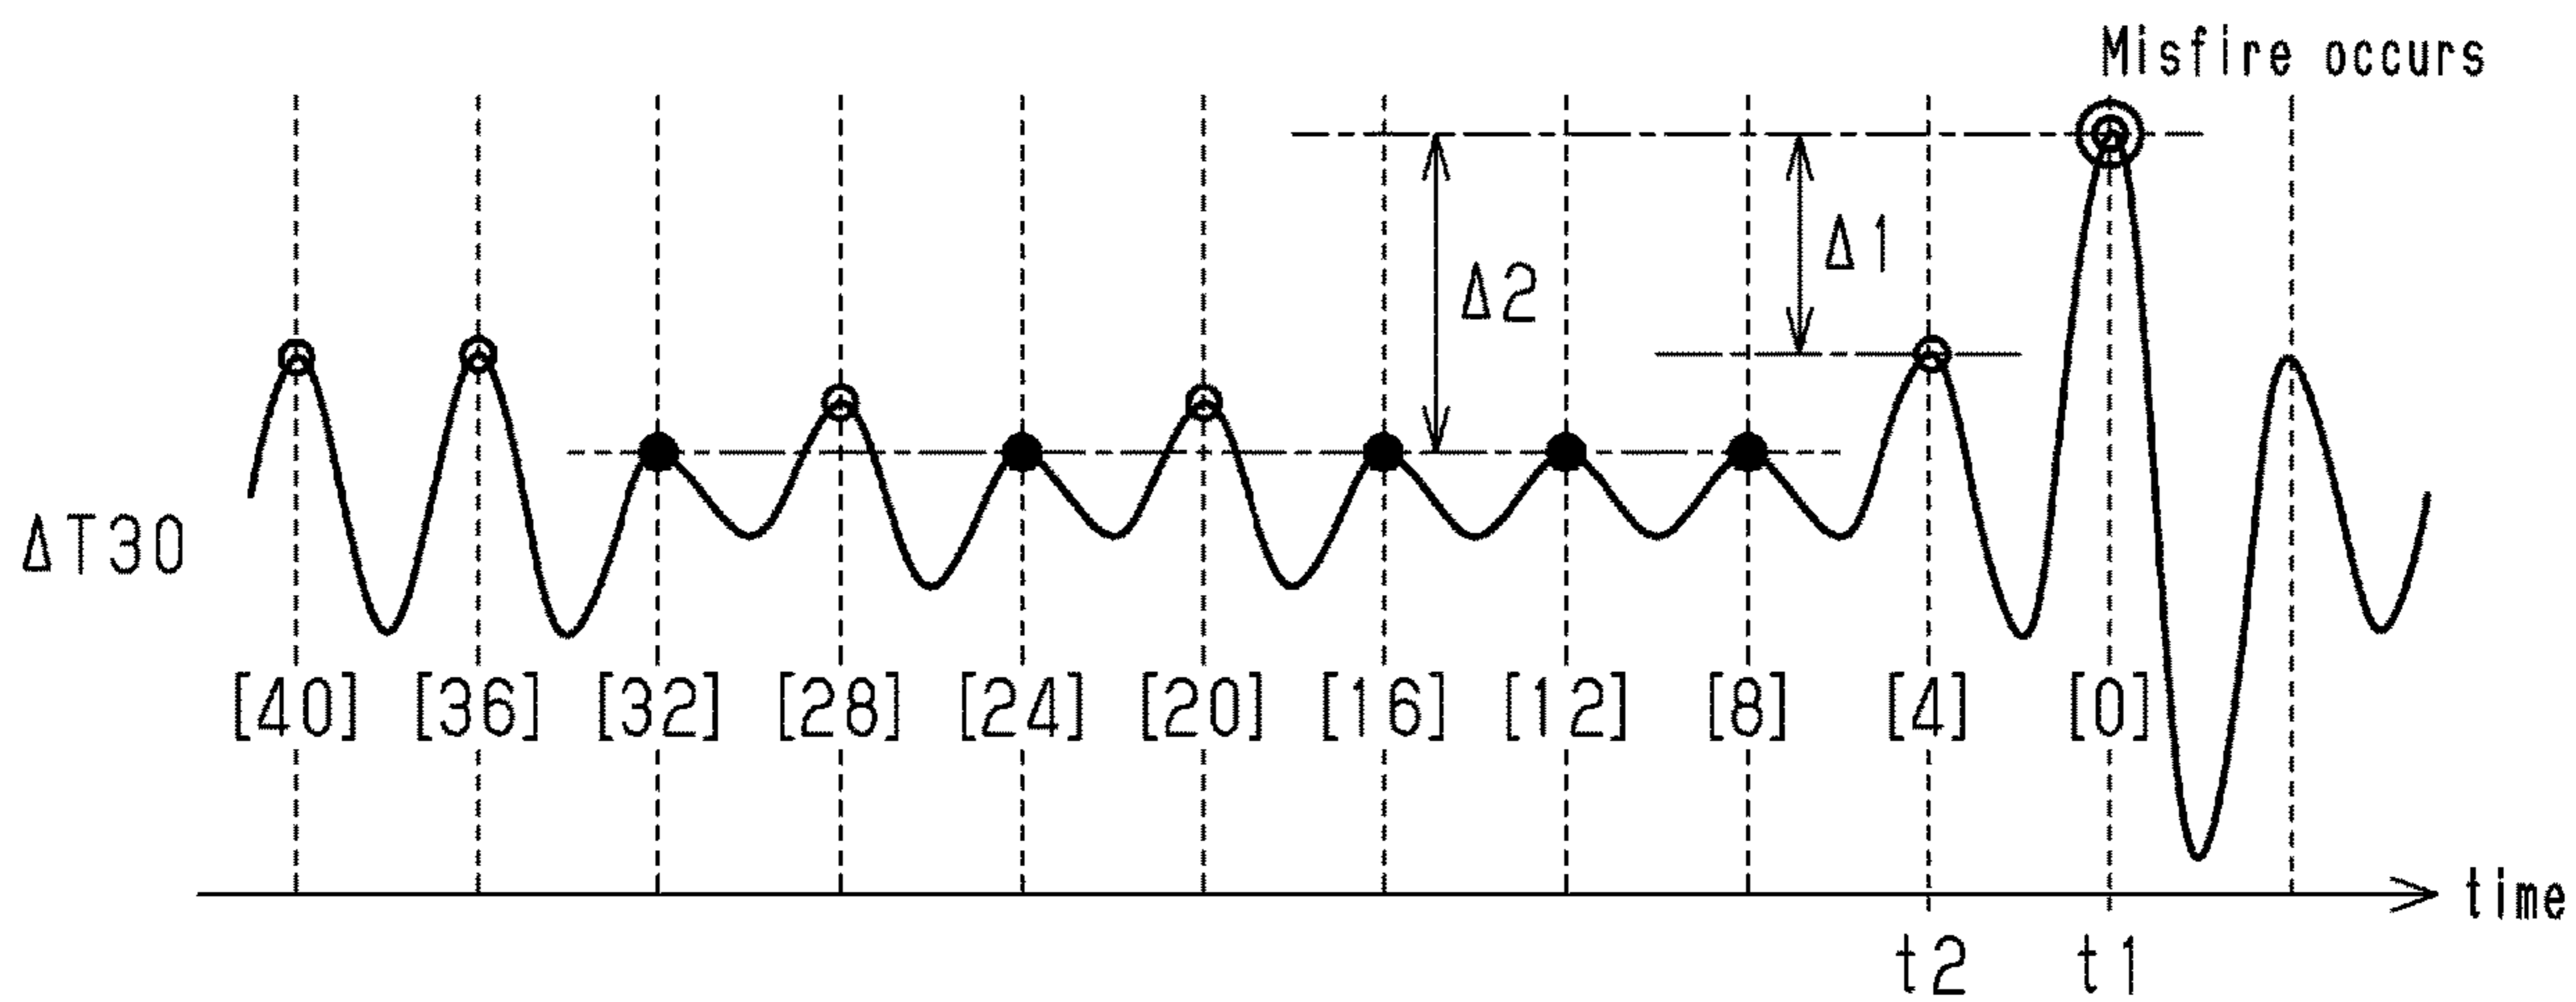 Misfire occurs
Δ1
Δ2
ΔT30
[40] [36] [32] [28] [24] [20] [16] [12] [8] [4] [0]
time
t2 t1